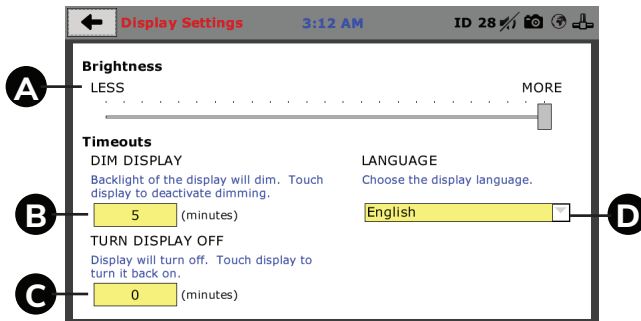 Display Settings 3:12 AM ID 28
Brightness
A
LESS MORE
Timeouts
DIM DISPLAY LANGUAGE
Backlight of the display will dim. Touch Choose the display language.
display to deactivate dimming.
B 5 (minutes) English D
TURN DISPLAY OFF
Display will turn off. Touch display to
turn it back on.
C 0 (minutes)